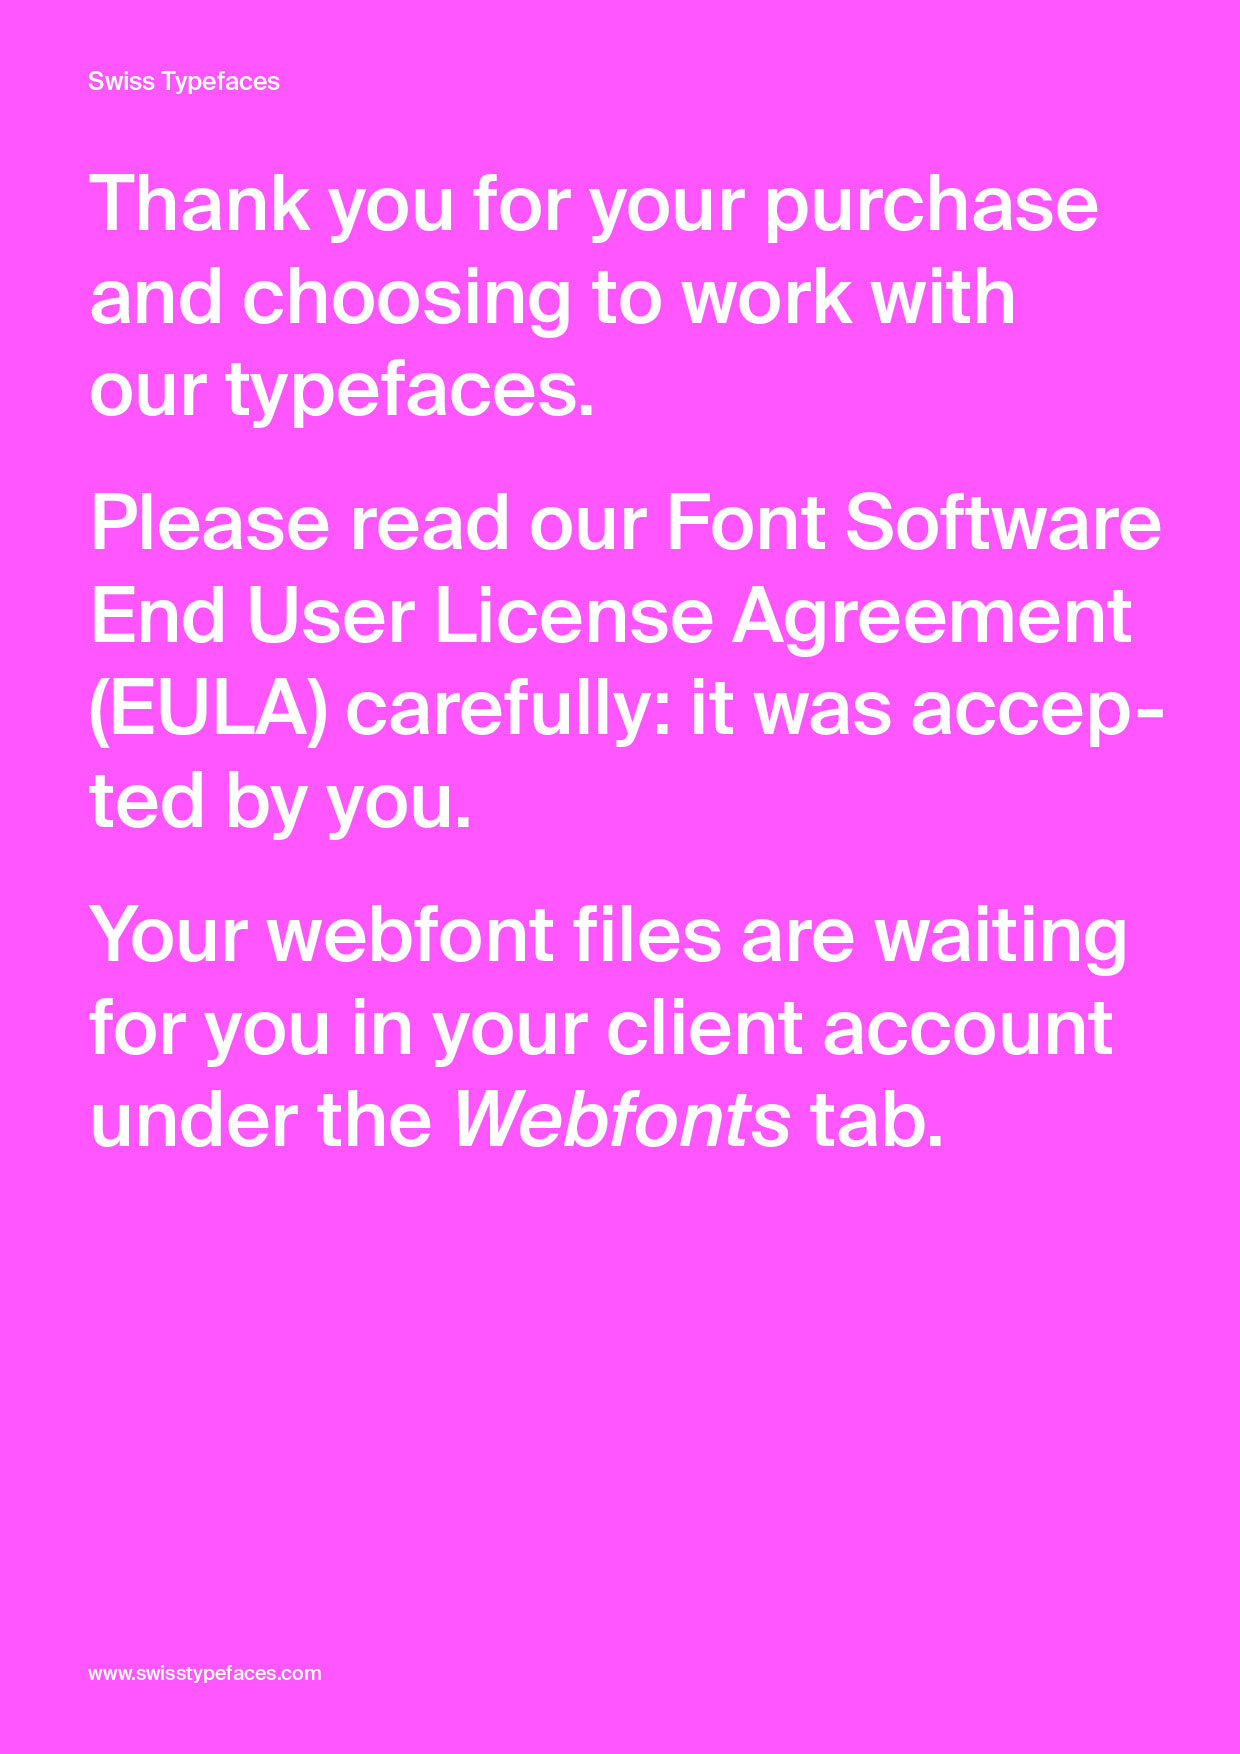 Swiss Typefaces
Thank you for your purchase
and choosing to work with
our typefaces.
Please read our Font Software
End User License Agreement
(EULA) carefully: it was accep-
ted by you.
Your webfont files are waiting
for you in your client account
under the Webfonts tab.
www.swisstypefaces.com